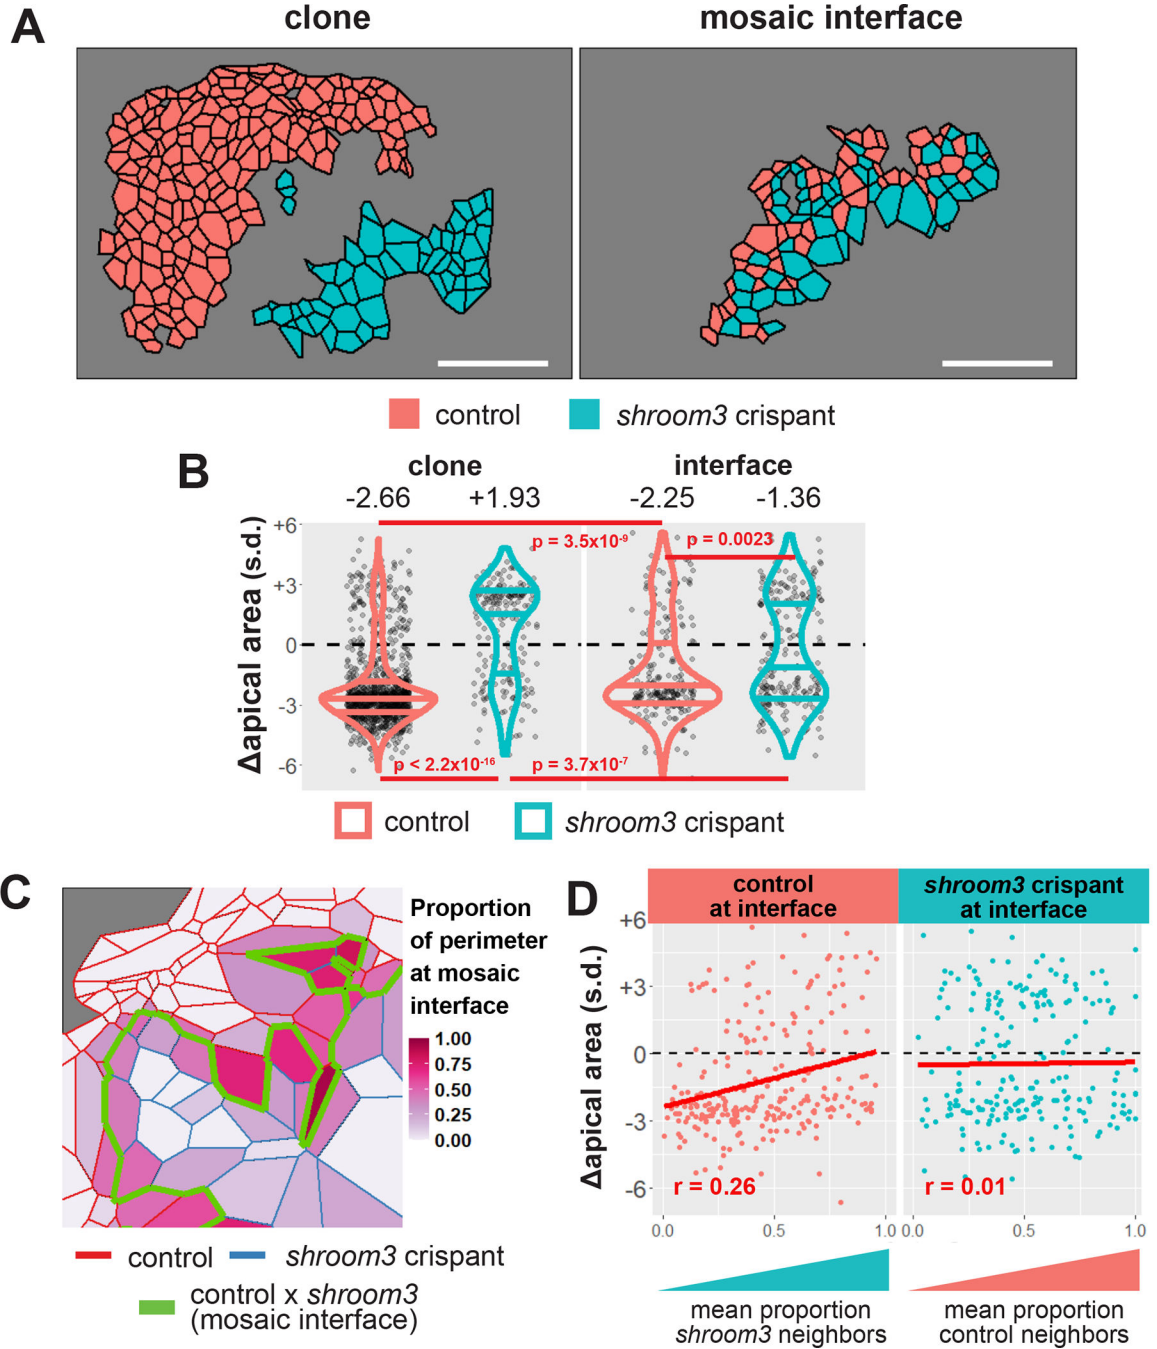 A
clone
mosaic interface
control
shroom3 crispant
B
clone
interface
-2.66
+1.93
-2.25
-1.36
Δapical area (s.d.)
+6
+3
0
-3
-6
p = 3.5x10-9
p = 0.0023
p < 2.2x10-16
p = 3.7x10-7
control
shroom3 crispant
C
Proportion
of perimeter
at mosaic
interface
1.00
0.75
0.50
0.25
0.00
control
shroom3 crispant
control x shroom3
(mosaic interface)
D
control
at interface
shroom3 crispant
at interface
Δapical area (s.d.)
+6
+3
0
-3
-6
r = 0.26
r = 0.01
0.0
0.5
1.0
0.0
0.5
1.0
mean proportion
shroom3 neighbors
mean proportion
control neighbors